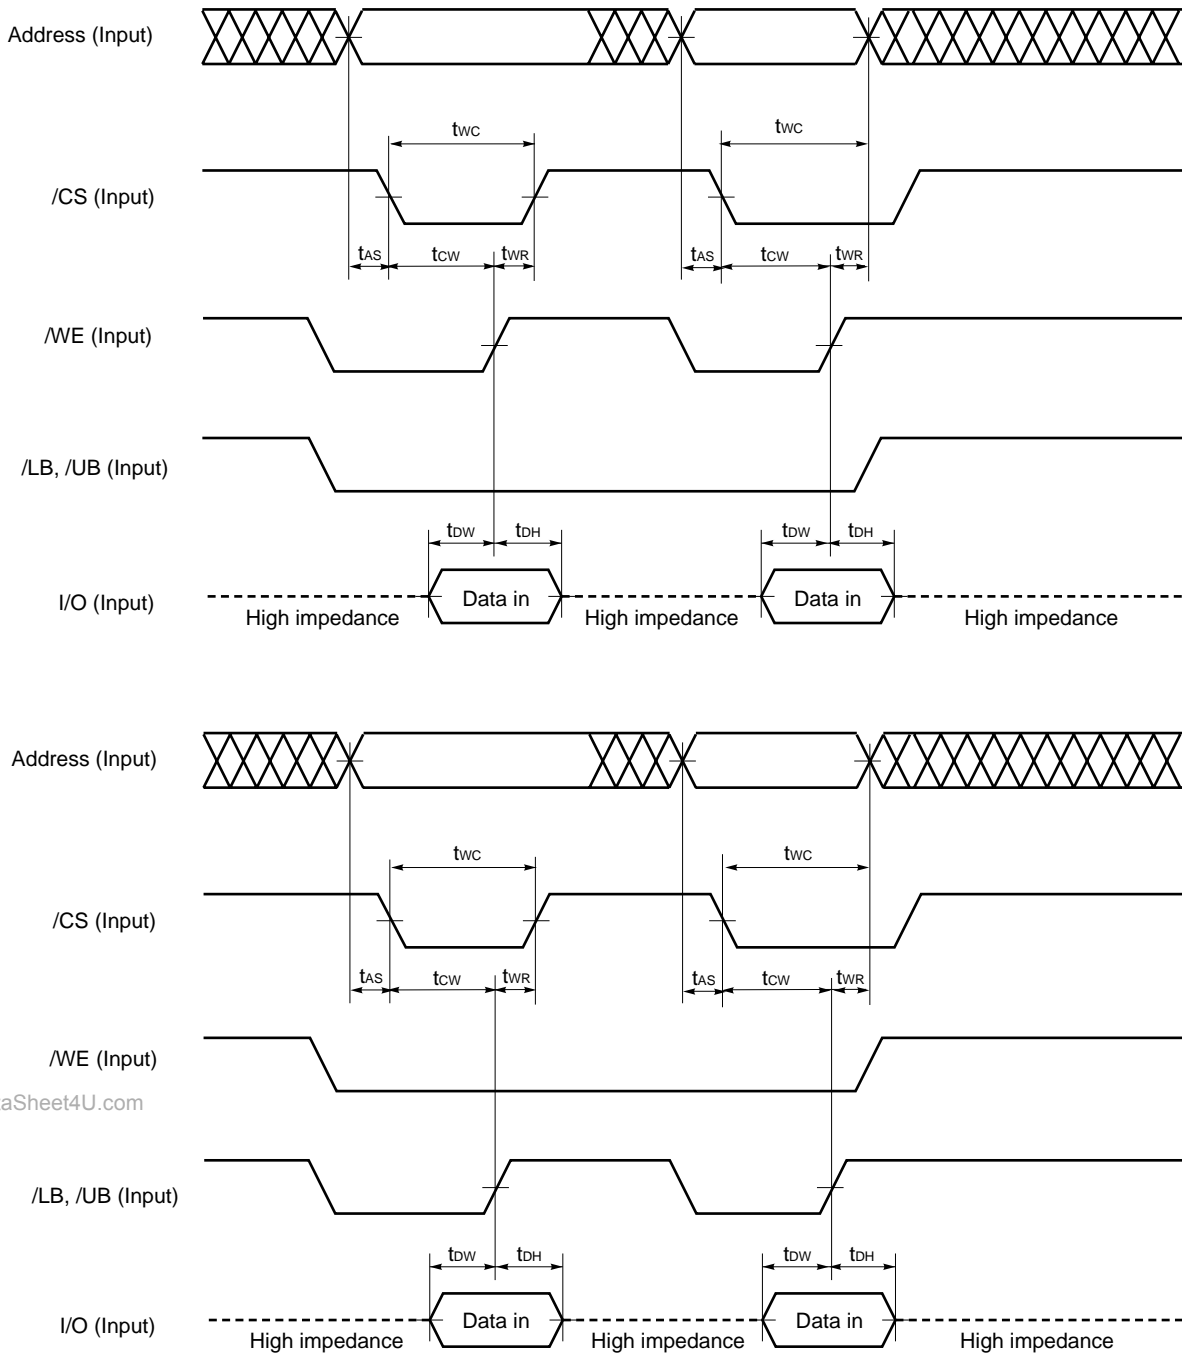 Address (Input)
tWC tWC
/CS (Input)
tAS tCW tWR tAS tCW tWR
/WE (Input)
/LB, /UB (Input)
tDW tDH tDW tDH
I/O (Input) Data in Data in
High impedance High impedance High impedance
Address (Input)
tWC tWC
/CS (Input)
tAS tCW tWR tAS tCW tWR
/WE (Input)
taSheet4U.com
/LB, /UB (Input)
tDW tDH tDW tDH
I/O (Input) Data in Data in
High impedance High impedance High impedance